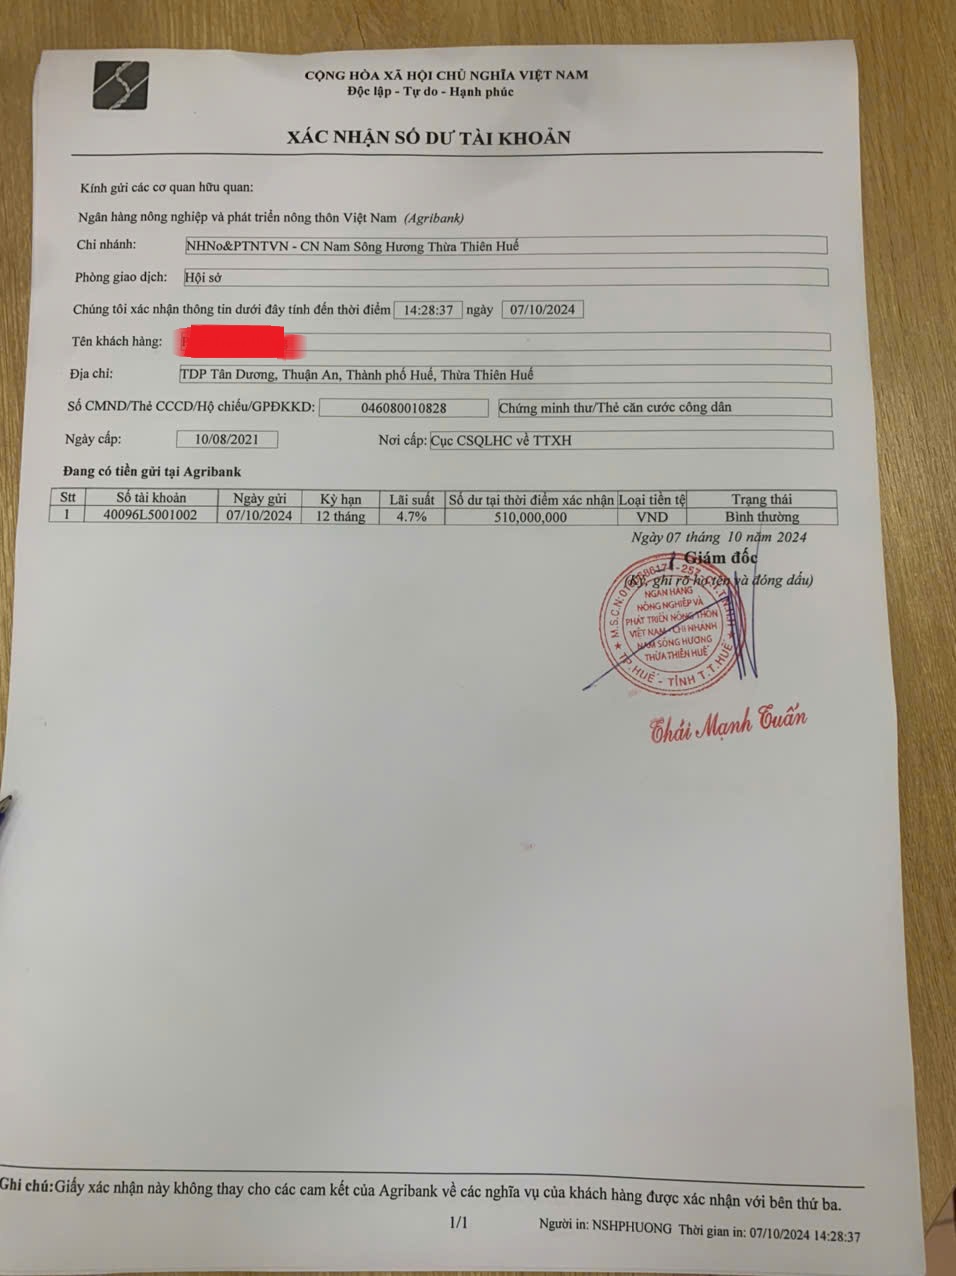 CỘNG HÒA XÃ HỘI CHỦ NGHĨA VIỆT NAM
Độc lập - Tự do - Hạnh phúc
XÁC NHẬN SỐ DƯ TÀI KHOẢN
Kính gửi các cơ quan hữu quan:
Ngân hàng nông nghiệp và phát triển nông thôn Việt Nam (Agribank)
Chi nhánh: NHNo&PTNTVN - CN Nam Sông Hương Thừa Thiên Huế
Phòng giao dịch: Hội sở
Chúng tôi xác nhận thông tin dưới đây tính đến thời điểm 14:28:37 ngày 07/10/2024
Tên khách hàng:
Địa chỉ: TDP Tân Dương, Thuận An, Thành phố Huế, Thừa Thiên Huế
Số CMND/Thẻ CCCD/Hộ chiếu/GPĐKKD: 046080010828 Chứng minh thư/Thẻ căn cước công dân
Ngày cấp: 10/08/2021 Nơi cấp: Cục CSQLHC về TTXH
Đang có tiền gửi tại Agribank
Stt Số tài khoản Ngày gửi Kỳ hạn Lãi suất Số dư tại thời điểm xác nhận Loại tiền tệ Trạng thái
1 40096L5001002 07/10/2024 12 tháng 4.7% 510,000,000 VND Bình thường
Ngày 07 tháng 10 năm 2024
Giám đốc
(Ký, ghi rõ họ tên và đóng dấu)
NGÂN HÀNG
NÔNG NGHIỆP VÀ
PHÁT TRIỂN NÔNG THÔN
VIỆT NAM - CHI NHÁNH
NAM SÔNG HƯƠNG
THỪA THIÊN HUẾ
TP. HUẾ - TỈNH T.T.HUẾ
Thái Mạnh Tuấn
Ghi chú:Giấy xác nhận này không thay cho các cam kết của Agribank về các nghĩa vụ của khách hàng được xác nhận với bên thứ ba.
1/1
Người in: NSHPHUONG Thời gian in: 07/10/2024 14:28:37